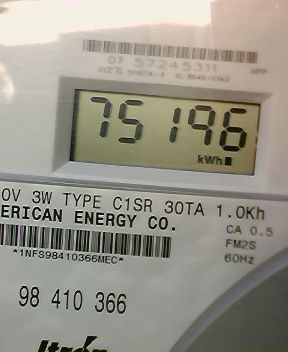 07 57245311
75196
kWh
0V 3W TYPE C1SR 30TA 1.0Kh
ERICAN ENERGY CO.
CA 0.5
FM2S
*1NFS98410366MEC*
60Hz
98 410 366
Itrón